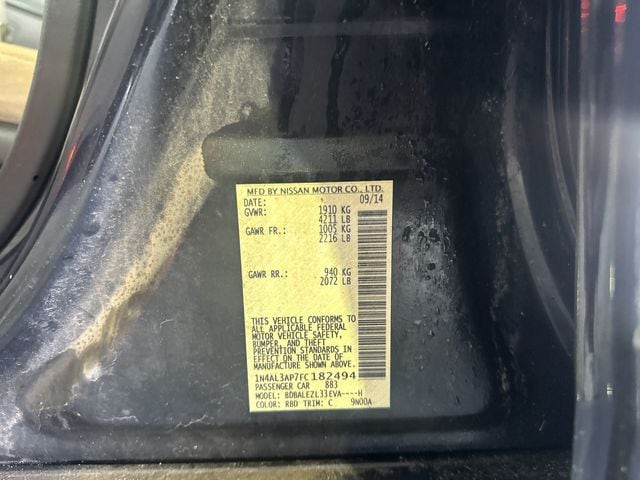 MFD BY NISSAN MOTOR CO., LTD.
DATE: 09/14
GVWR: 1910 KG
4211 LB
GAWR FR.: 1005 KG
2216 LB
GAWR RR.: 940 KG
2072 LB
THIS VEHICLE CONFORMS TO
ALL APPLICABLE FEDERAL
MOTOR VEHICLE SAFETY,
BUMPER, AND THEFT
PREVENTION STANDARDS IN
EFFECT ON THE DATE OF
MANUFACTURE SHOWN ABOVE.
1N4AL3AP7FC182494
PASSENGER CAR 883
MODEL: BDBALEZL33EVA----H
COLOR: RBD TRIM: C 9N00A